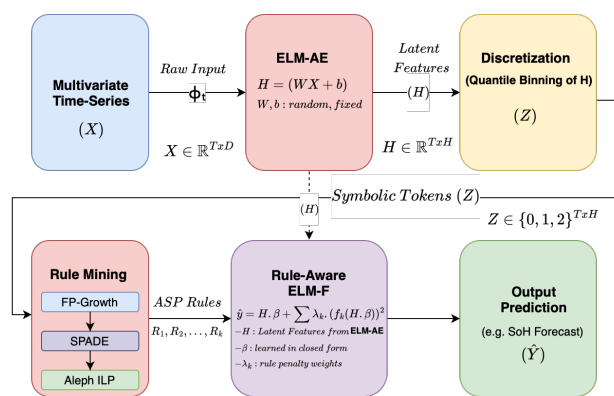 Multivariate
Time-Series
(X)
Raw Input
Φt
X ∈ ℝ^{TxD}
ELM-AE
H = (WX + b)
W, b : random, fixed
Latent
Features
(H)
H ∈ ℝ^{TxH}
Discretization
(Quantile Binning of H)
(Z)
(H)
Symbolic Tokens (Z)
Z ∈ {0, 1, 2}^{TxH}
Rule Mining
FP-Growth
SPADE
Aleph ILP
ASP Rules
R_1, R_2, ..., R_k
Rule-Aware
ELM-F
ŷ = H.β + ∑ λ_k. (f_k(H.β))^2
-H : Latent Features from ELM-AE
-β : learned in closed form
-λ_k : rule penalty weights
Output
Prediction
(e.g. SoH Forecast)
(Ŷ)